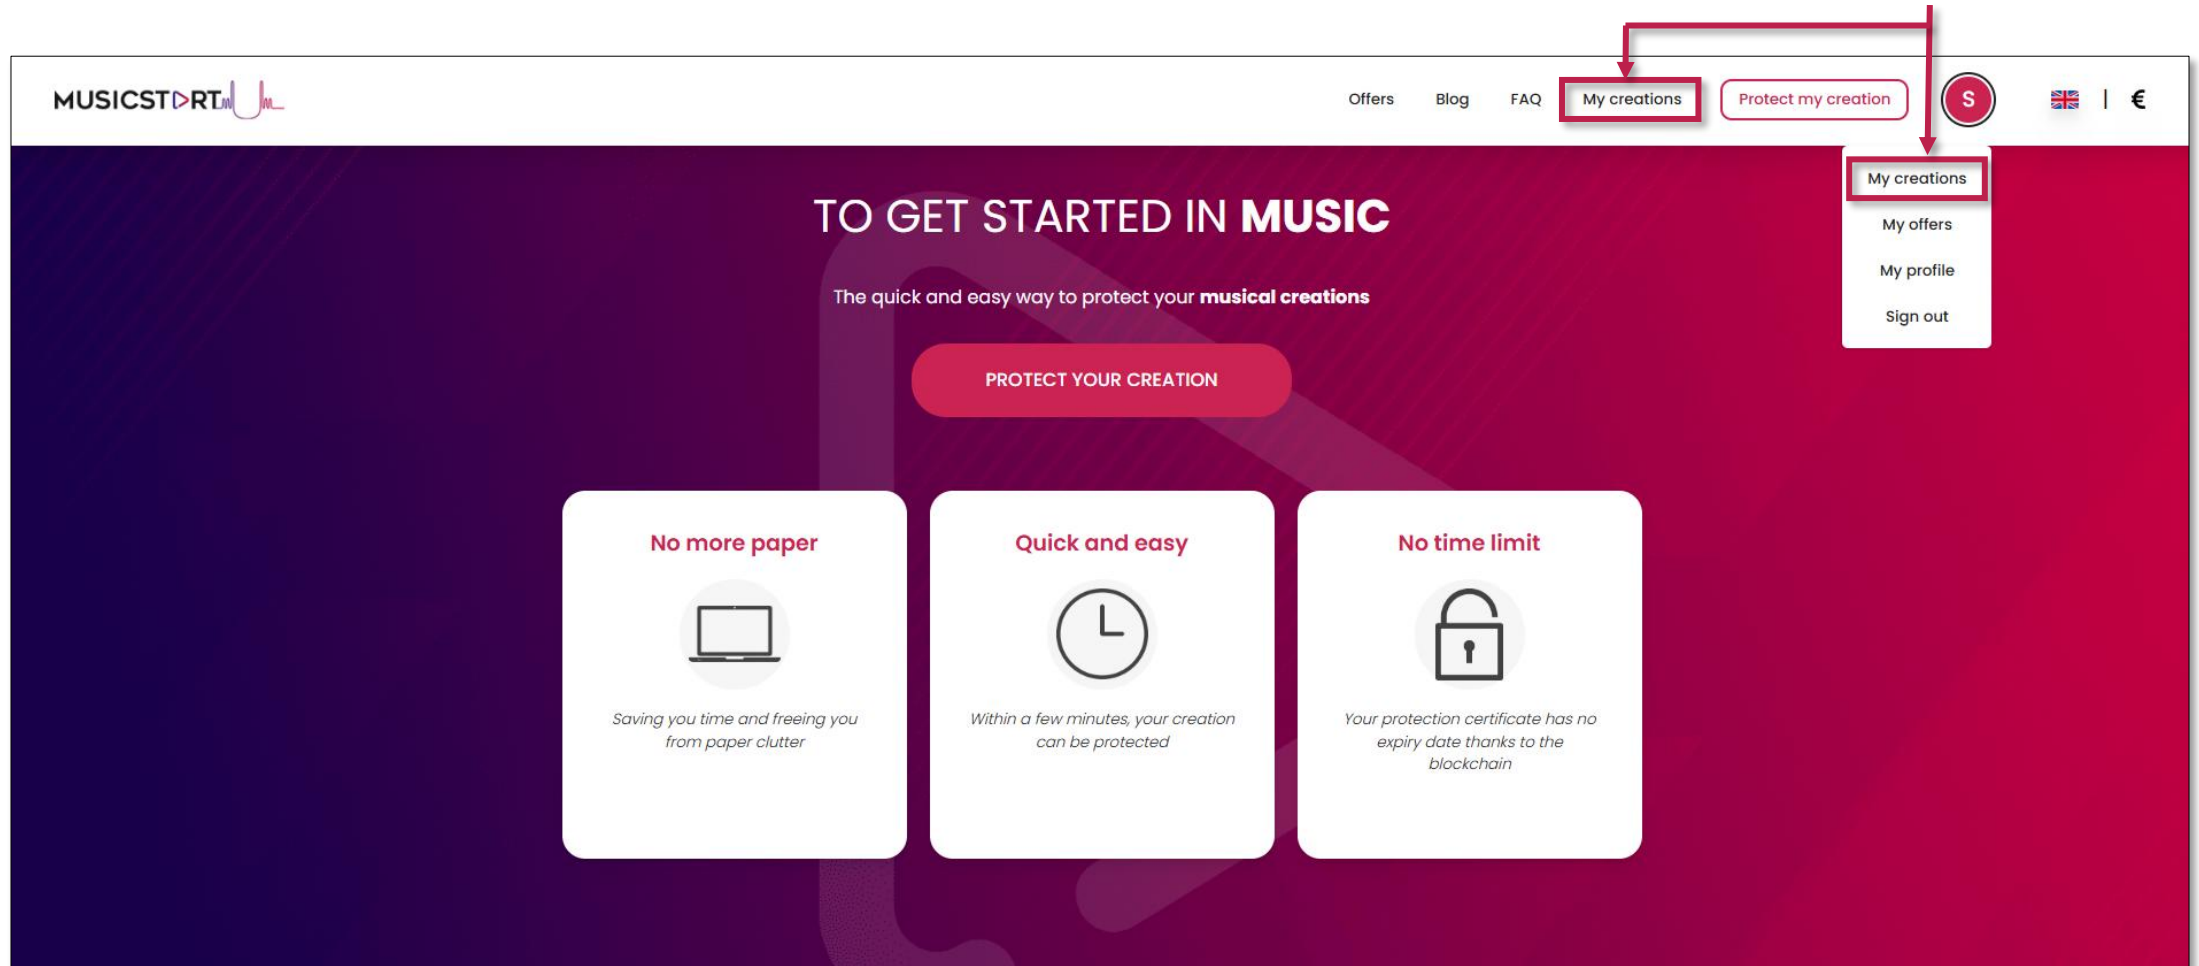 MUSICSTART
Offers Blog FAQ My creations Protect my creation S | €
My creations
My offers
My profile
Sign out
TO GET STARTED IN MUSIC
The quick and easy way to protect your musical creations
PROTECT YOUR CREATION
No more paper
Saving you time and freeing you
from paper clutter
Quick and easy
Within a few minutes, your creation
can be protected
No time limit
Your protection certificate has no
expiry date thanks to the
blockchain